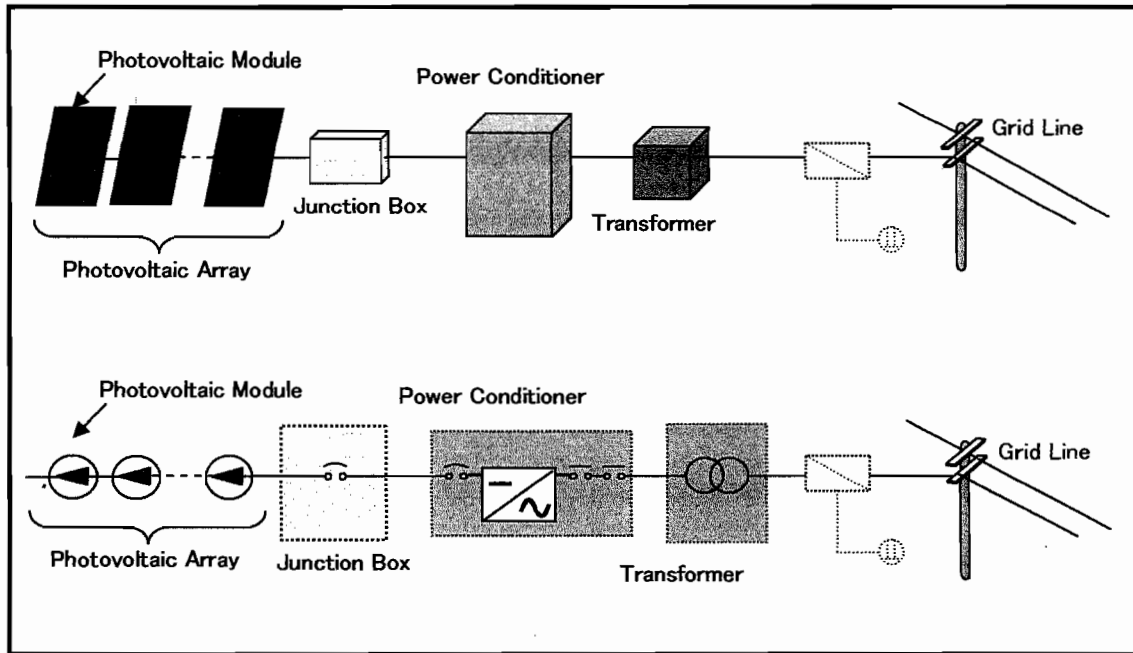 Photovoltaic Module
Power Conditioner
Grid Line
Junction Box
Transformer
Photovoltaic Array
Photovoltaic Module
Power Conditioner
Grid Line
Photovoltaic Array
Junction Box
Transformer